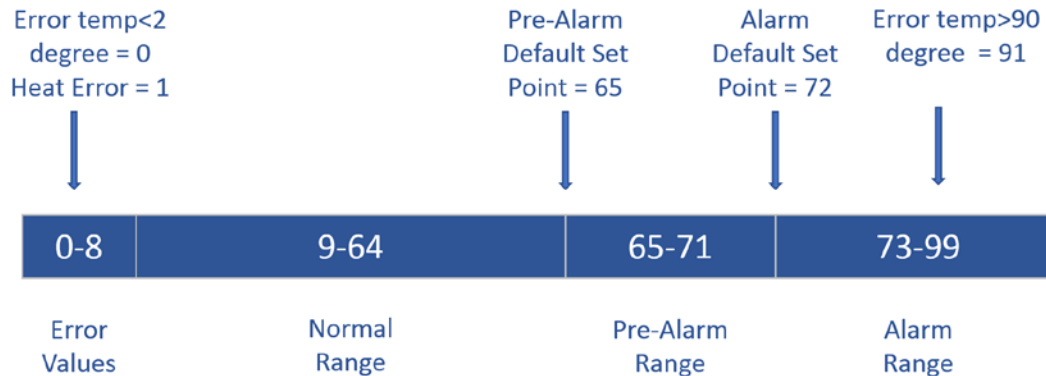 Error temp<2
degree = 0
Heat Error = 1
Pre-Alarm
Default Set
Point = 65
Alarm
Default Set
Point = 72
Error temp>90
degree  = 91
0-8
9-64
65-71
73-99
Error
Values
Normal
Range
Pre-Alarm
Range
Alarm
Range